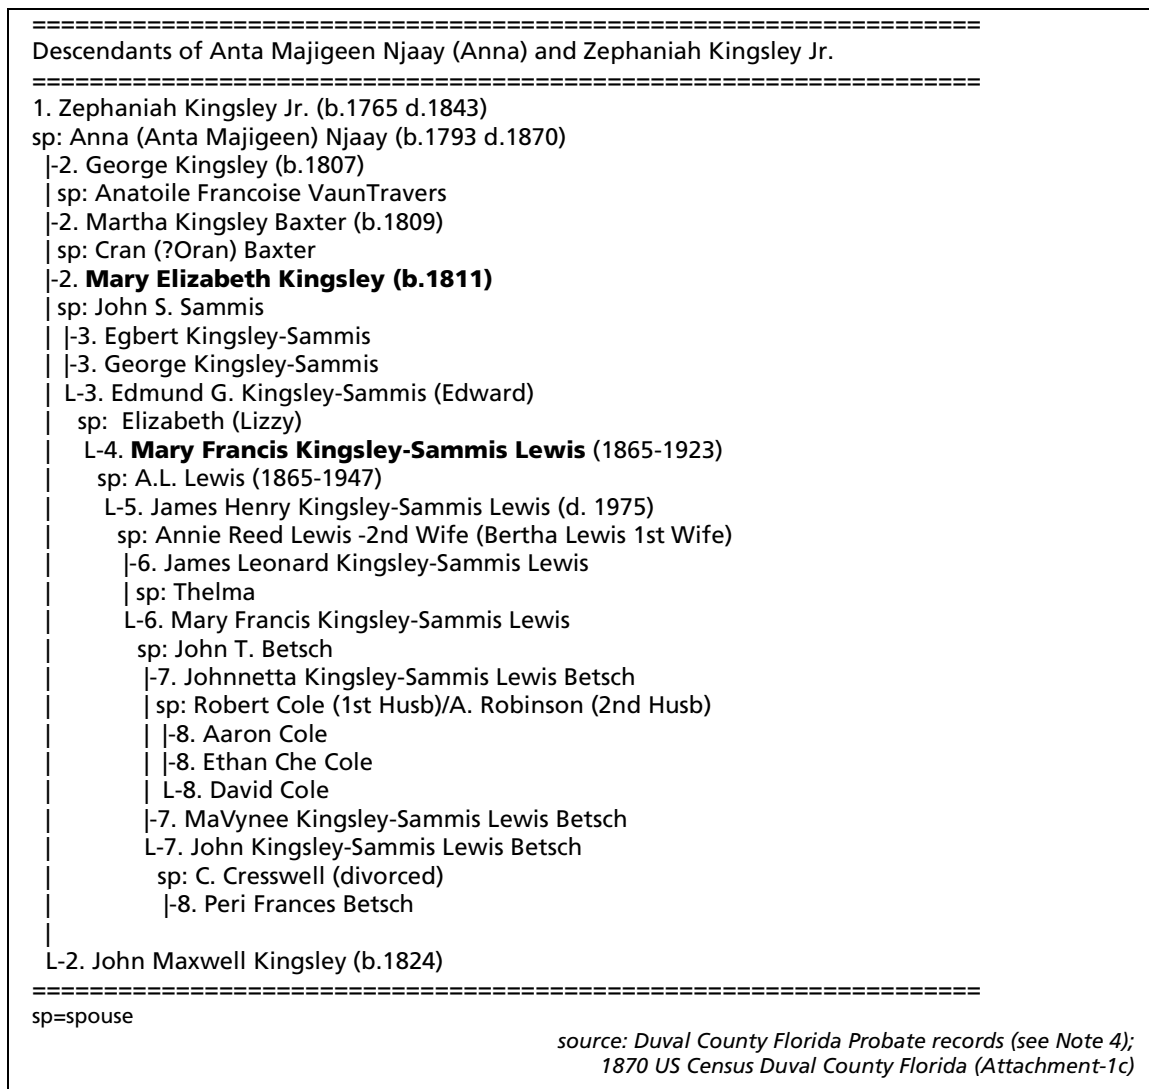 ==================================================================
Descendants of Anta Majigeen Njaay (Anna) and Zephaniah Kingsley Jr.
==================================================================
1. Zephaniah Kingsley Jr. (b.1765 d.1843)
sp: Anna (Anta Majigeen) Njaay (b.1793 d.1870)
|-2. George Kingsley (b.1807)
| sp: Anatoile Francoise VaunTravers
|-2. Martha Kingsley Baxter (b.1809)
| sp: Cran (?Oran) Baxter
|-2. Mary Elizabeth Kingsley (b.1811)
| sp: John S. Sammis
| |-3. Egbert Kingsley-Sammis
| |-3. George Kingsley-Sammis
| L-3. Edmund G. Kingsley-Sammis (Edward)
| sp: Elizabeth (Lizzy)
| L-4. Mary Francis Kingsley-Sammis Lewis (1865-1923)
| sp: A.L. Lewis (1865-1947)
| L-5. James Henry Kingsley-Sammis Lewis (d. 1975)
| sp: Annie Reed Lewis -2nd Wife (Bertha Lewis 1st Wife)
| |-6. James Leonard Kingsley-Sammis Lewis
| | sp: Thelma
| L-6. Mary Francis Kingsley-Sammis Lewis
| sp: John T. Betsch
| |-7. Johnnetta Kingsley-Sammis Lewis Betsch
| | sp: Robert Cole (1st Husb)/A. Robinson (2nd Husb)
| | |-8. Aaron Cole
| | |-8. Ethan Che Cole
| | L-8. David Cole
| |-7. MaVynee Kingsley-Sammis Lewis Betsch
| L-7. John Kingsley-Sammis Lewis Betsch
| sp: C. Cresswell (divorced)
| |-8. Peri Frances Betsch
|
L-2. John Maxwell Kingsley (b.1824)
==================================================================
sp=spouse
source: Duval County Florida Probate records (see Note 4);
1870 US Census Duval County Florida (Attachment-1c)